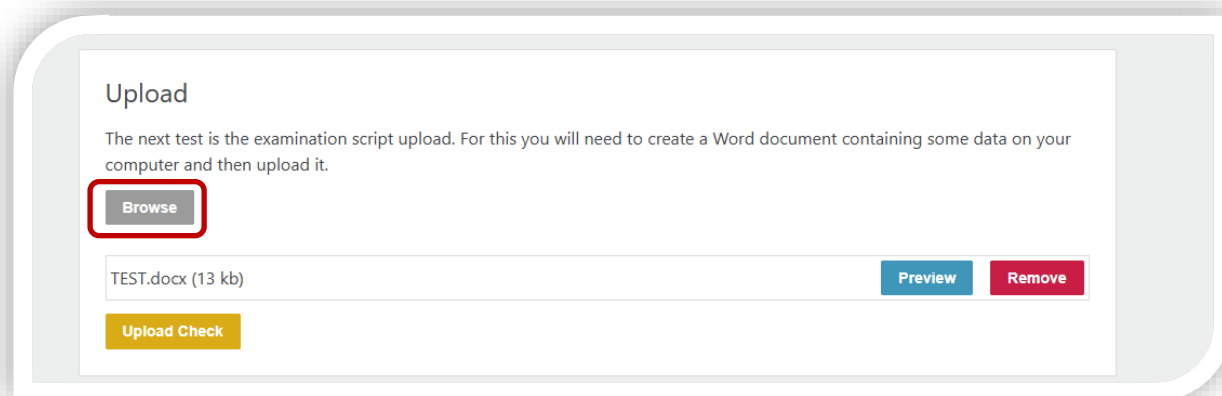 Upload
The next test is the examination script upload. For this you will need to create a Word document containing some data on your
computer and then upload it.
Browse
TEST.docx (13 kb) Preview Remove
Upload Check